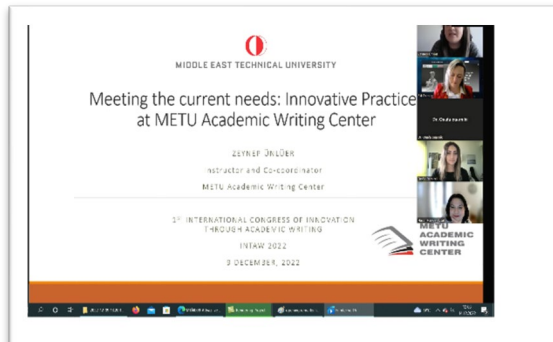 MIDDLE EAST TECHNICAL UNIVERSITY
Meeting the current needs: Innovative Practice
at METU Academic Writing Center
ZEYNEP ÜNLÜER
Instructor and Co-coordinator
METU Academic Writing Center
1st INTERNATIONAL CONGRESS OF INNOVATION
THROUGH ACADEMIC WRITING
INTAW 2022
9 DECEMBER, 2022
METU
ACADEMIC
WRITING
CENTER